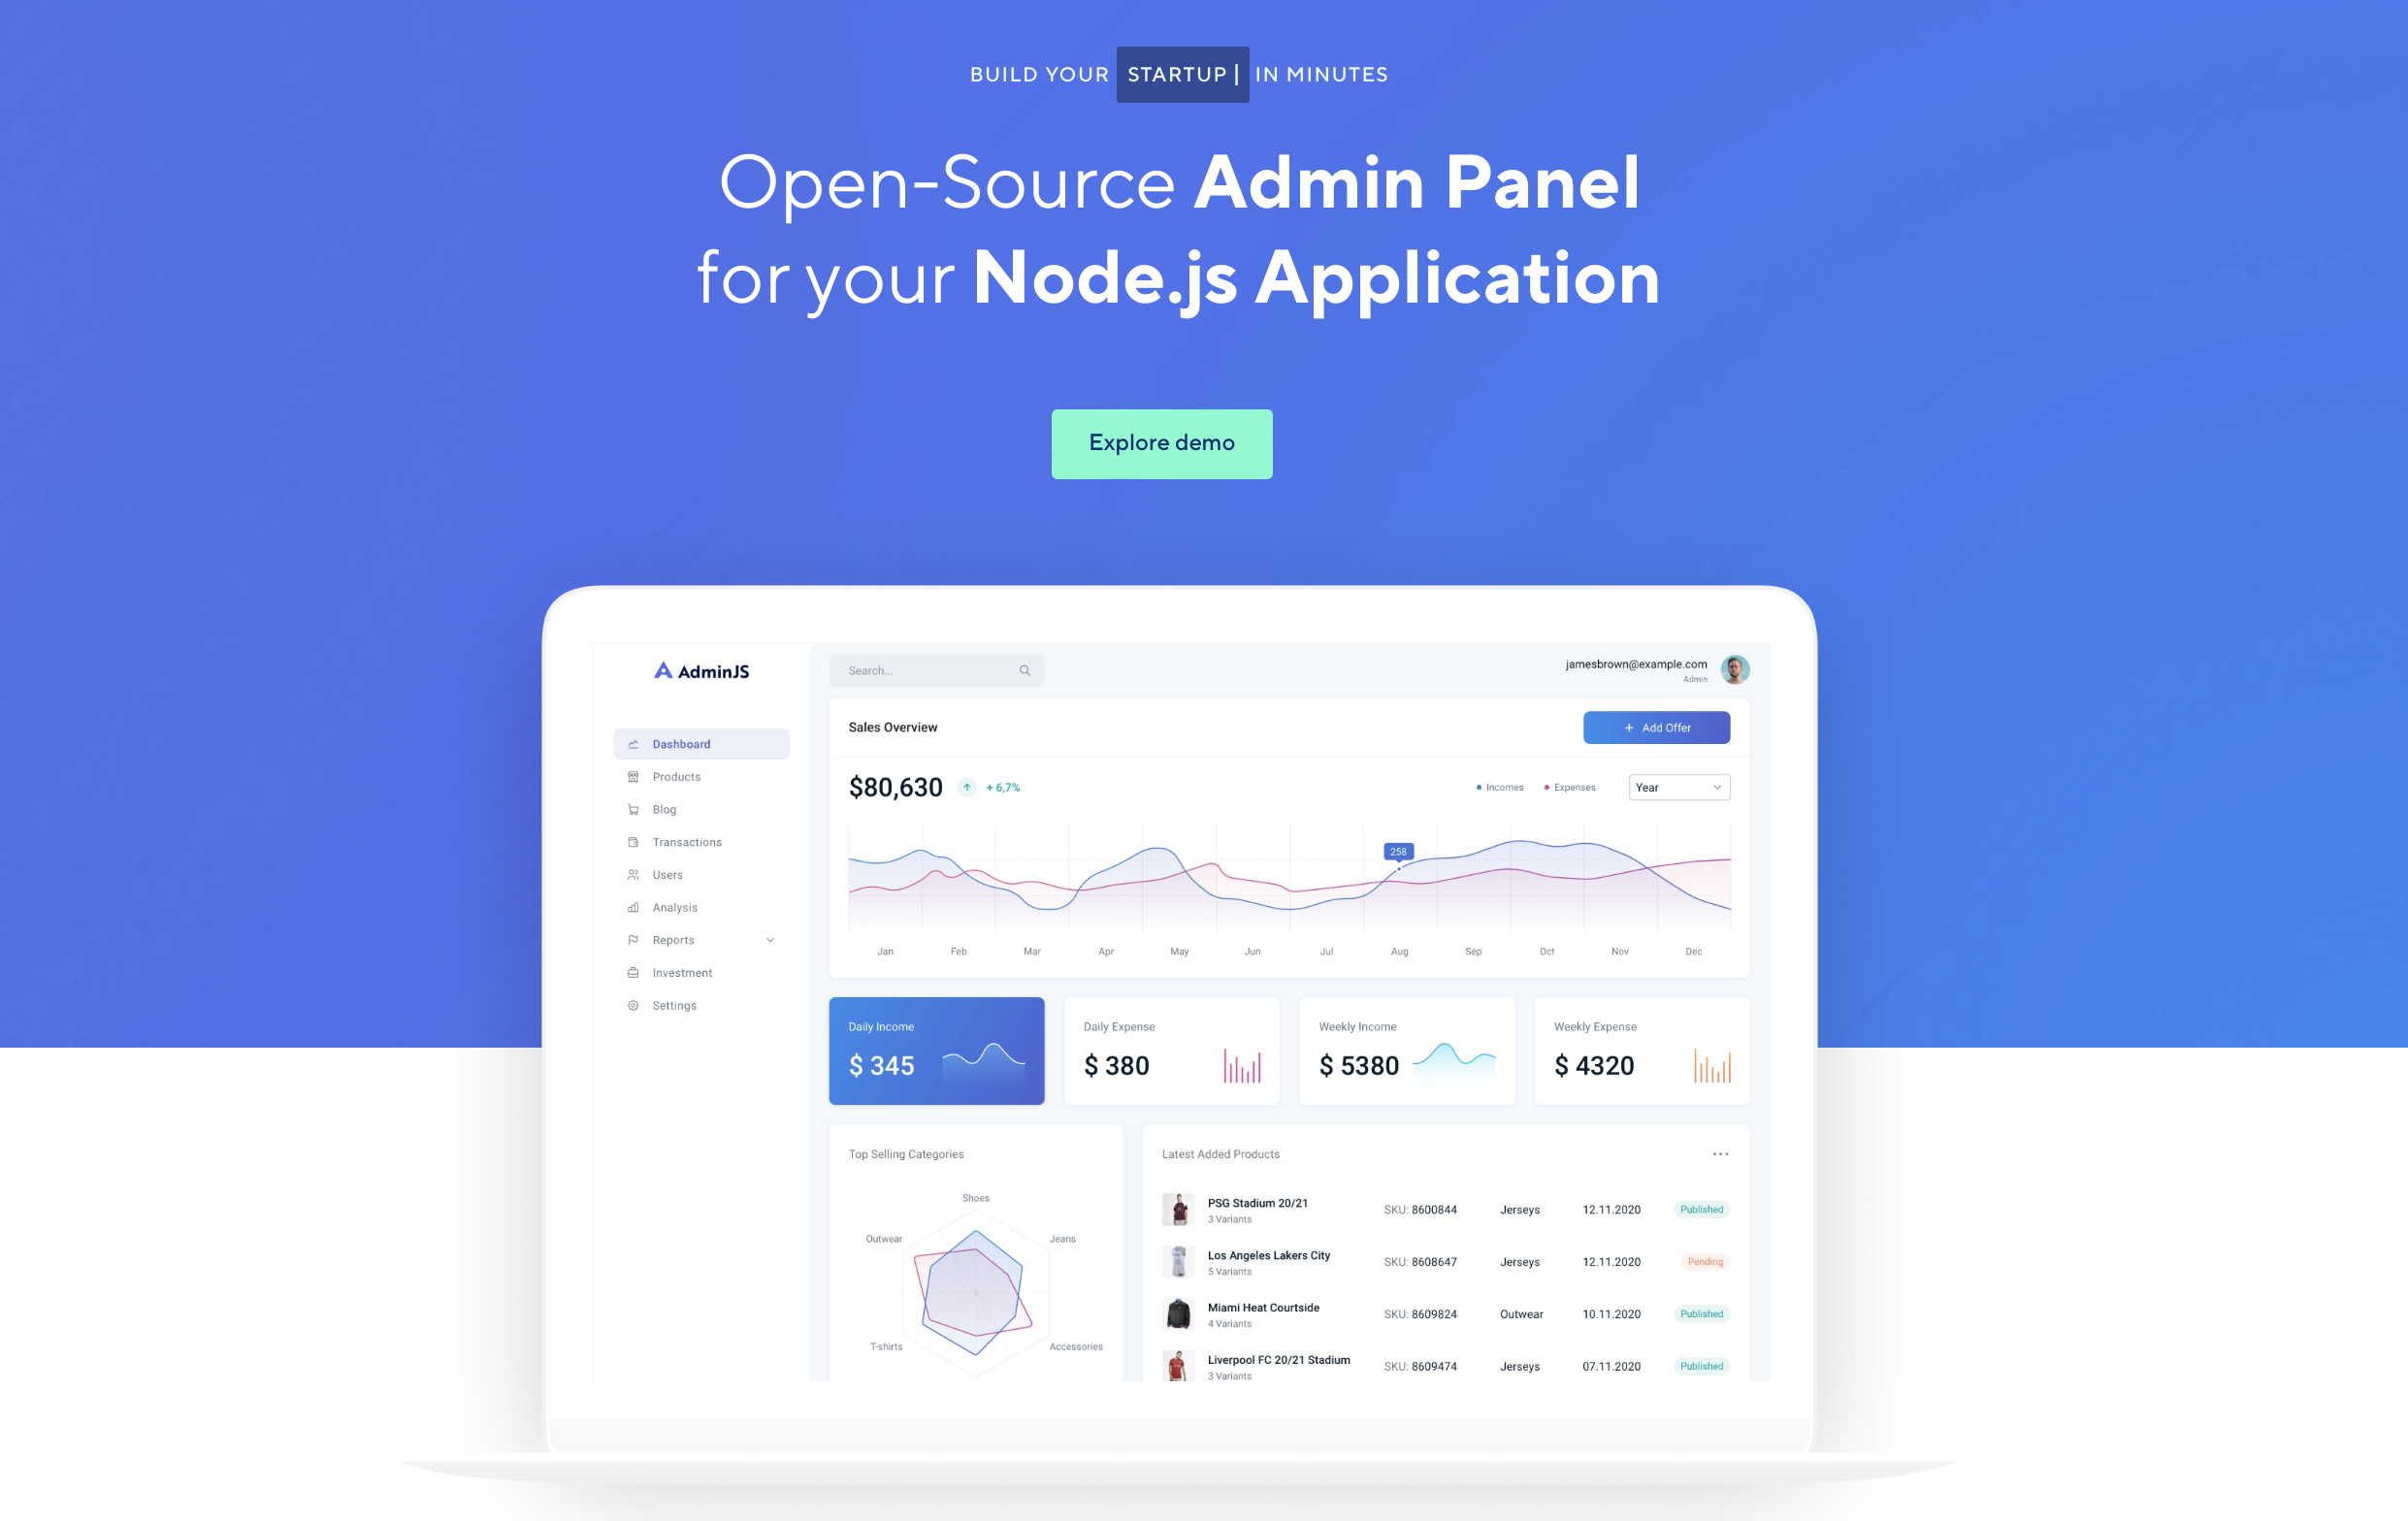 BUILD YOUR STARTUP| IN MINUTES
Open-Source Admin Panel
for your Node.js Application
Explore demo
AdminJS
Search...
jamesbrown@example.com
Admin
Dashboard
Products
Blog
Transactions
Users
Analysis
Reports
Investment
Settings
Sales Overview
+ Add Offer
$80,630
+ 6,7%
Incomes
Expenses
Year
258
Jan Feb Mar Apr May Jun Jul Aug Sep Oct Nov Dec
Daily Income
$ 345
Daily Expense
$ 380
Weekly Income
$ 5380
Weekly Expense
$ 4320
Top Selling Categories
Shoes
Outwear
Jeans
T-shirts
Accessories
Latest Added Products
PSG Stadium 20/21
3 Variants
SKU: 8600844
Jerseys
12.11.2020
Published
Los Angeles Lakers City
5 Variants
SKU: 8608647
Jerseys
12.11.2020
Pending
Miami Heat Courtside
4 Variants
SKU: 8609824
Outwear
10.11.2020
Published
Liverpool FC 20/21 Stadium
3 Variants
SKU: 8609474
Jerseys
07.11.2020
Published